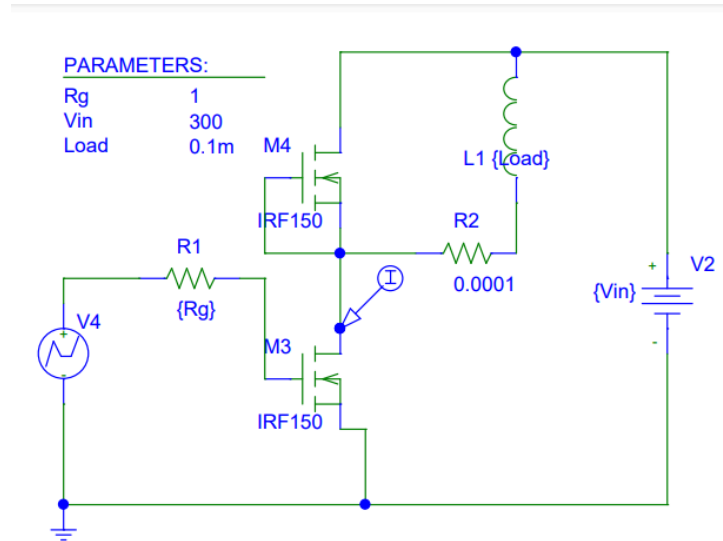 PARAMETERS:
Rg 1
Vin 300
Load 0.1m
M4
IRF150
L1 {Load}
R2
0.0001
I
R1
{Rg}
V4
+
-
M3
IRF150
+
V2
{Vin}
-